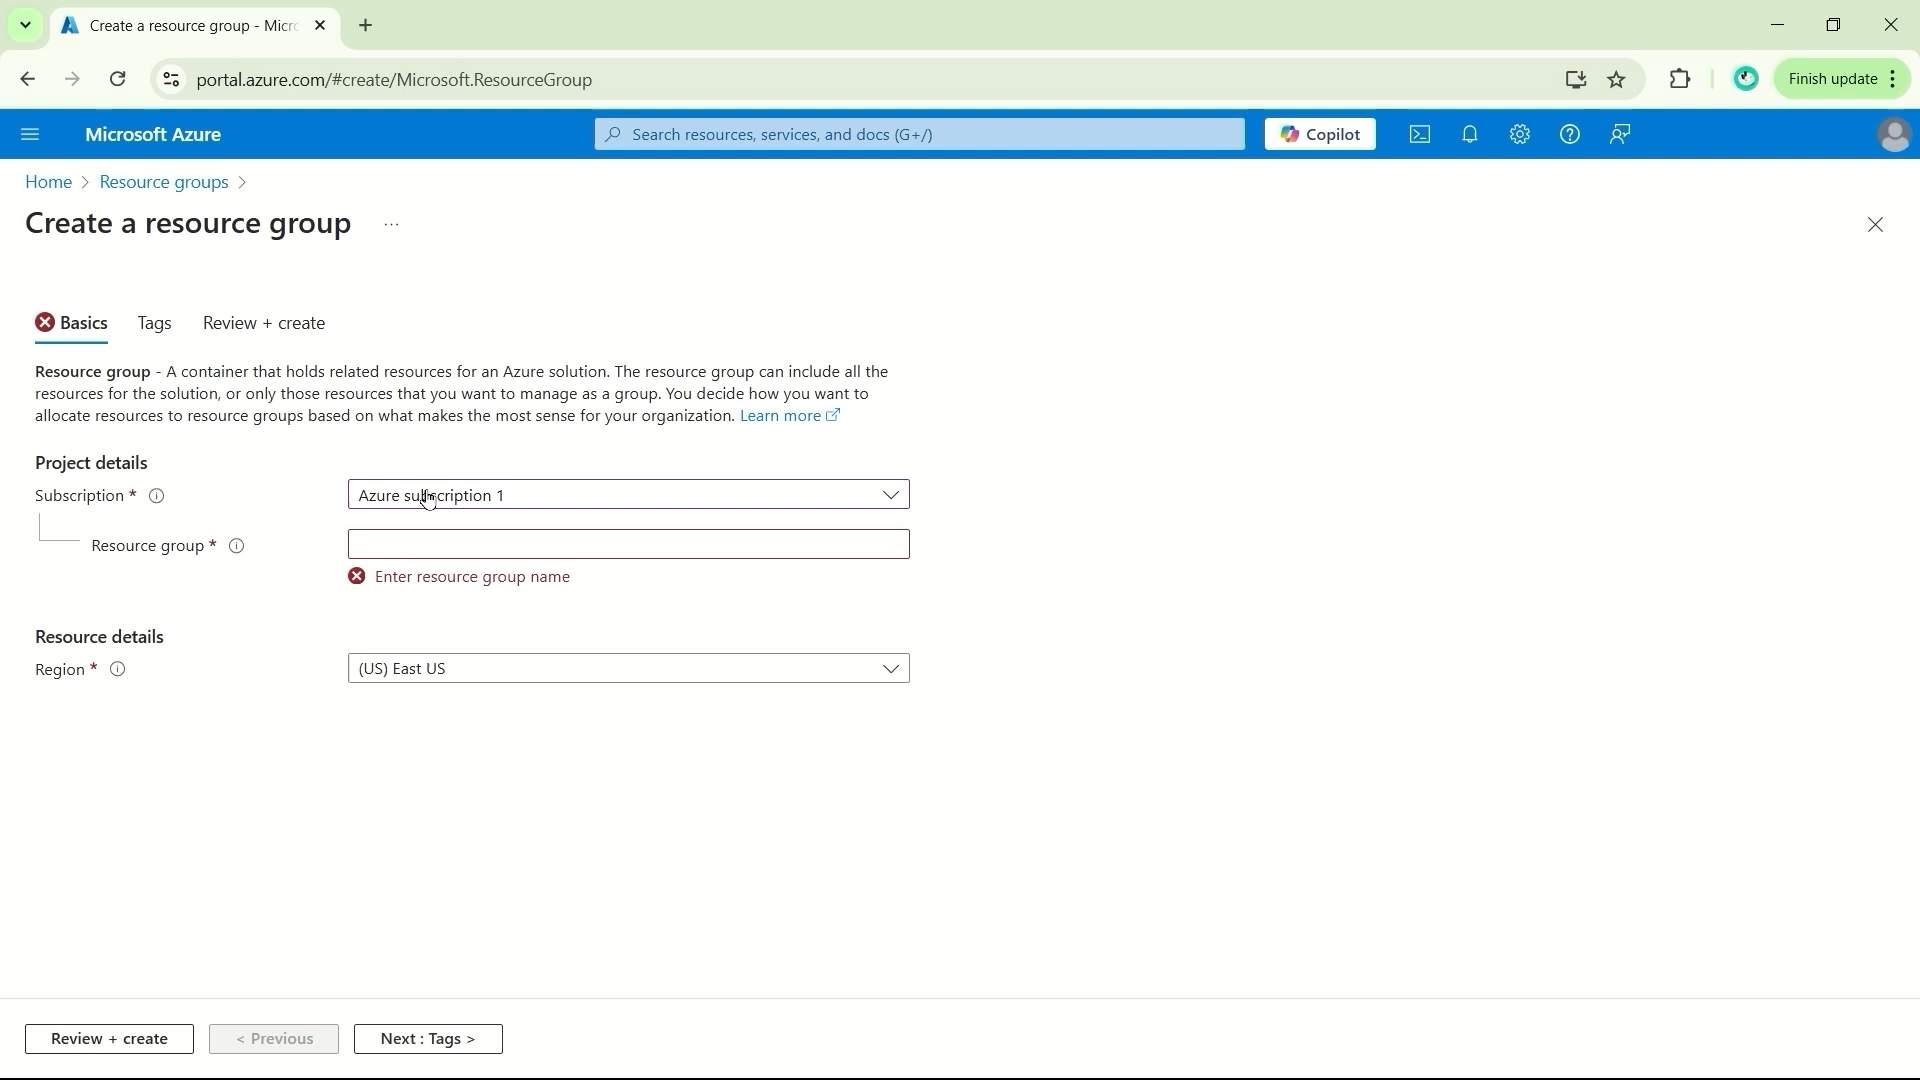 Create a resource group - Micro
portal.azure.com/#create/Microsoft.ResourceGroup
Finish update
Microsoft Azure
Search resources, services, and docs (G+/)
Copilot
Home > Resource groups >
Create a resource group ...
Basics Tags Review + create
Resource group - A container that holds related resources for an Azure solution. The resource group can include all the
resources for the solution, or only those resources that you want to manage as a group. You decide how you want to
allocate resources to resource groups based on what makes the most sense for your organization. Learn more
Project details
Subscription * Azure subscription 1
Resource group *
Enter resource group name
Resource details
Region * (US) East US
Review + create < Previous Next : Tags >